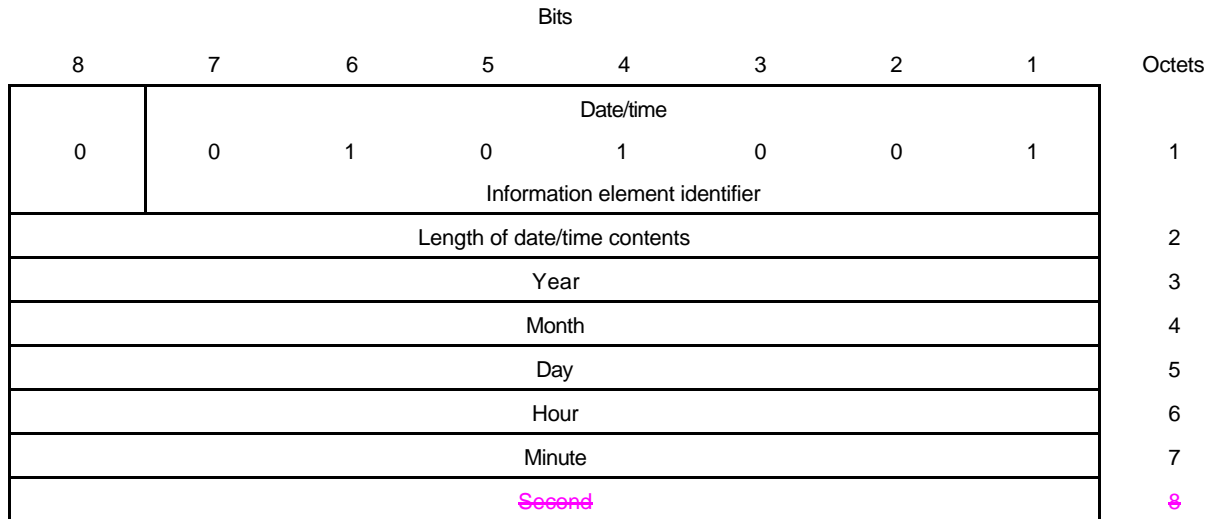 Bits
8 7 6 5 4 3 2 1 Octets
Date/time
0 0 1 0 1 0 0 1 1
Information element identifier
Length of date/time contents 2
Year 3
Month 4
Day 5
Hour 6
Minute 7
Second 8